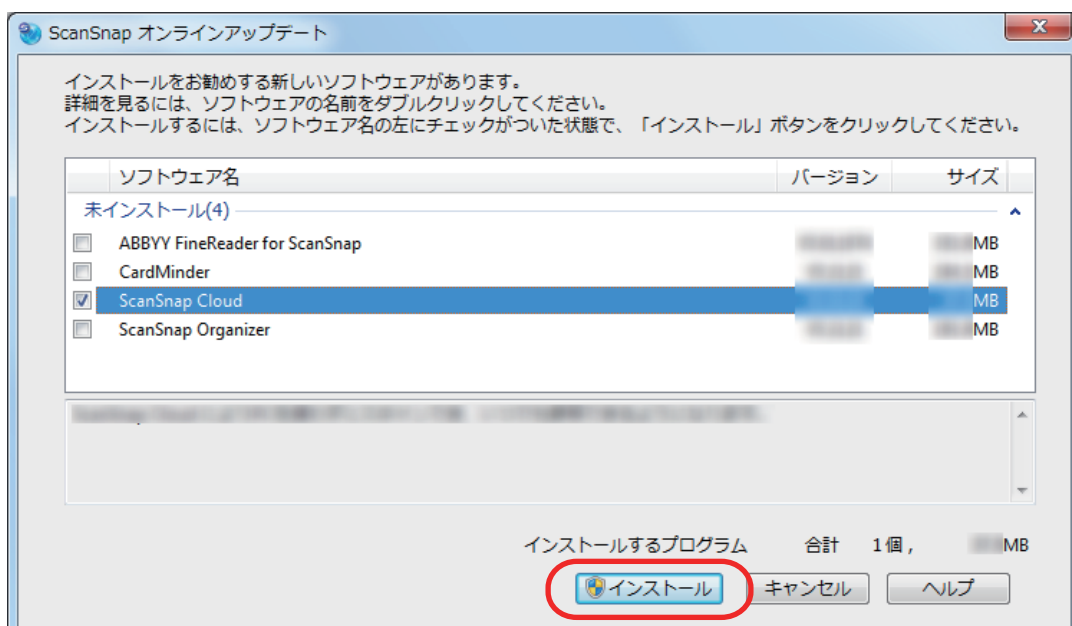 ScanSnap オンラインアップデート
インストールをお勧めする新しいソフトウェアがあります。
詳細を見るには、ソフトウェアの名前をダブルクリックしてください。
インストールするには、ソフトウェア名の左にチェックがついた状態で、「インストール」ボタンをクリックしてください。
ソフトウェア名 バージョン サイズ
未インストール(4)
ABBYY FineReader for ScanSnap MB
CardMinder MB
ScanSnap Cloud MB
ScanSnap Organizer MB
インストールするプログラム 合計 1個, MB
インストール キャンセル ヘルプ